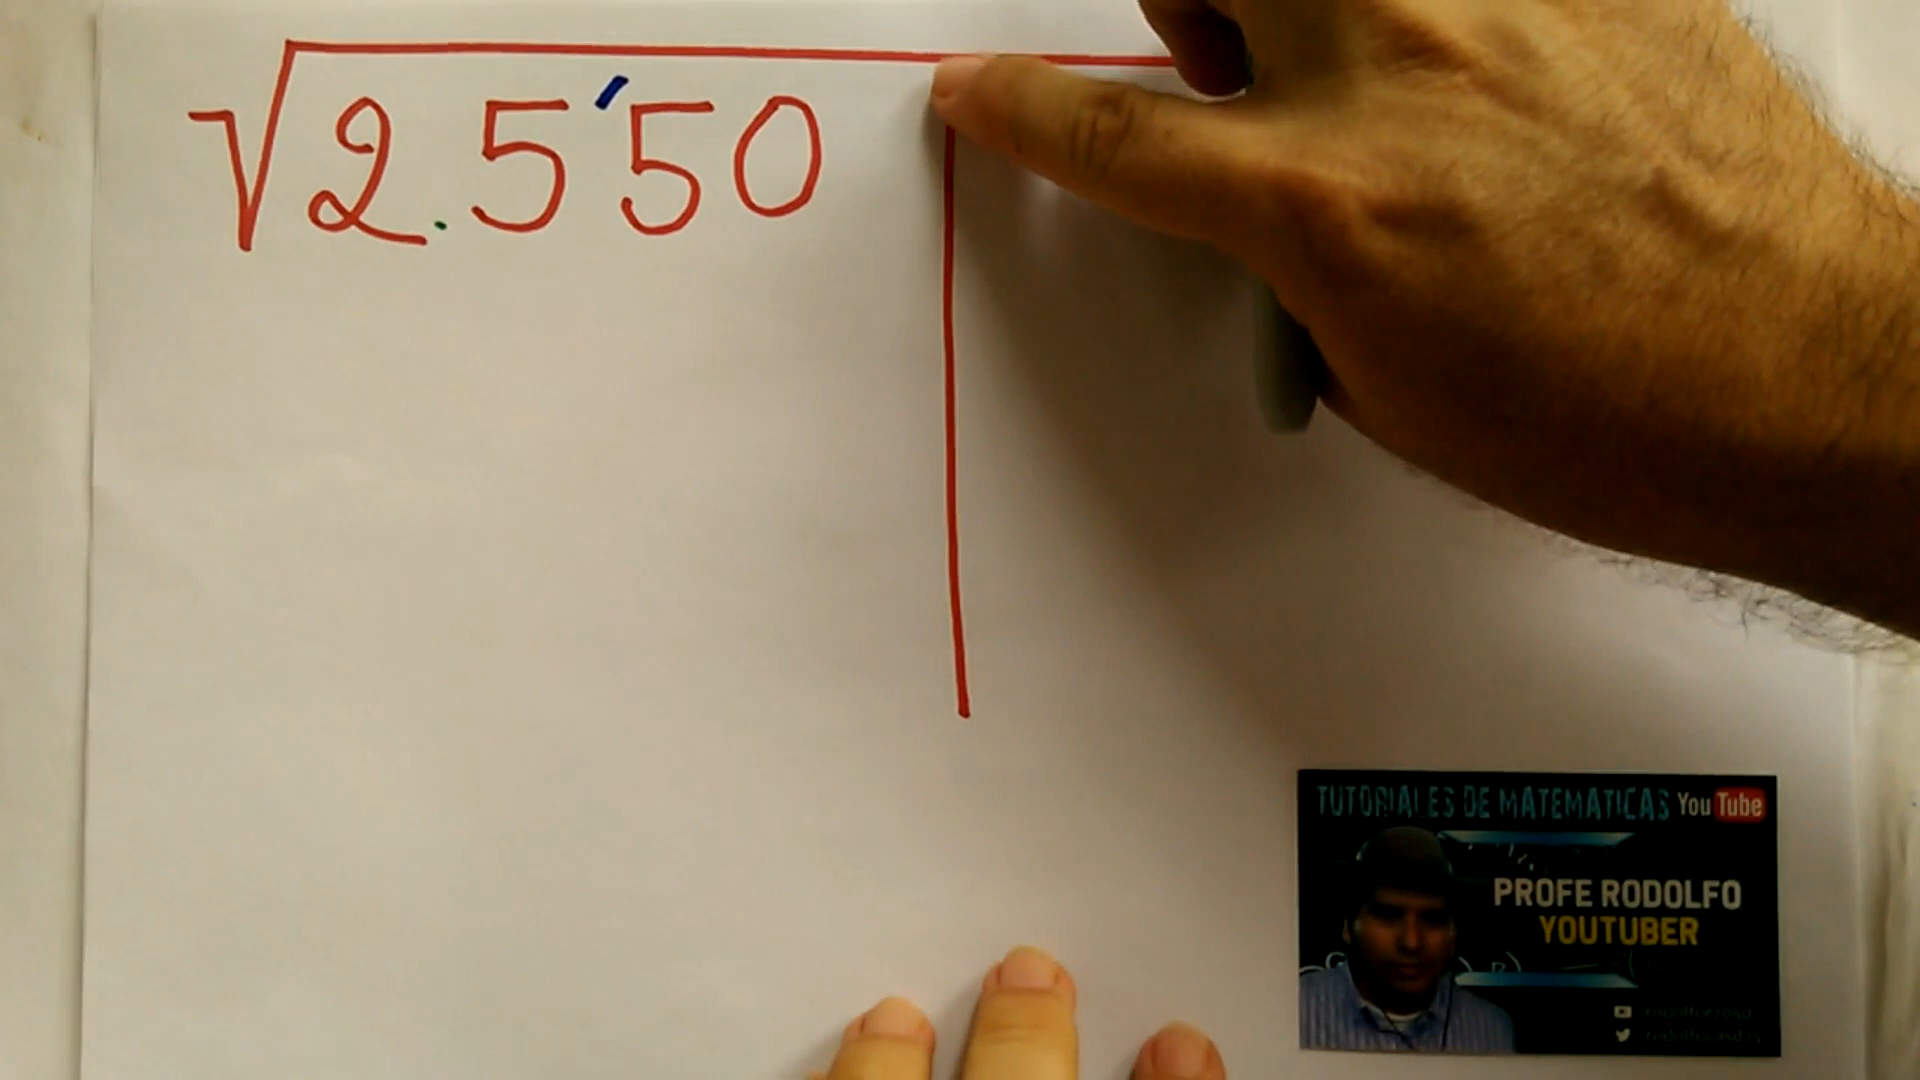 √2.5'50
TUTORIALES DE MATEMATICAS YouTube
PROFE RODOLFO
YOUTUBER